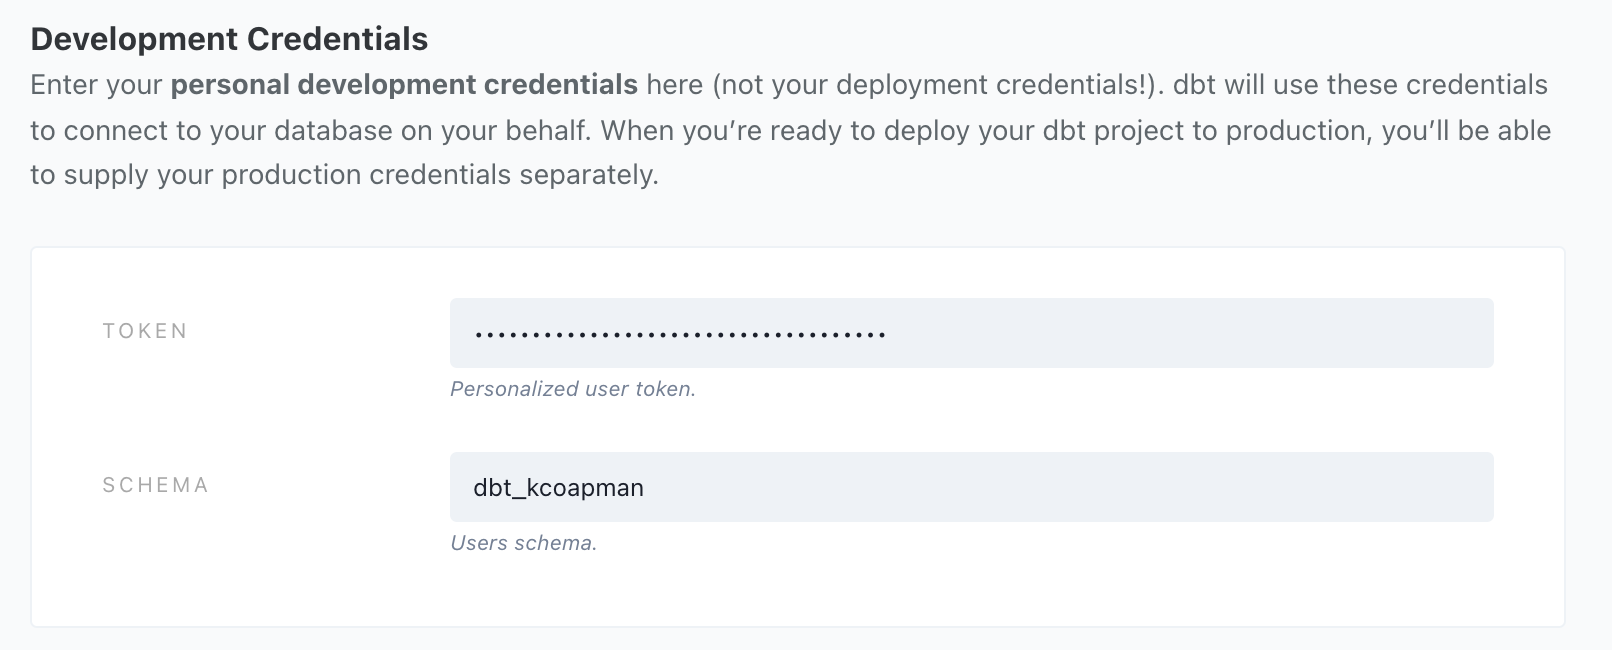 Development Credentials
Enter your personal development credentials here (not your deployment credentials!). dbt will use these credentials
to connect to your database on your behalf. When you’re ready to deploy your dbt project to production, you’ll be able
to supply your production credentials separately.
TOKEN
••••••••••••••••••••••••••••••••••••
Personalized user token.
SCHEMA
dbt_kcoapman
Users schema.